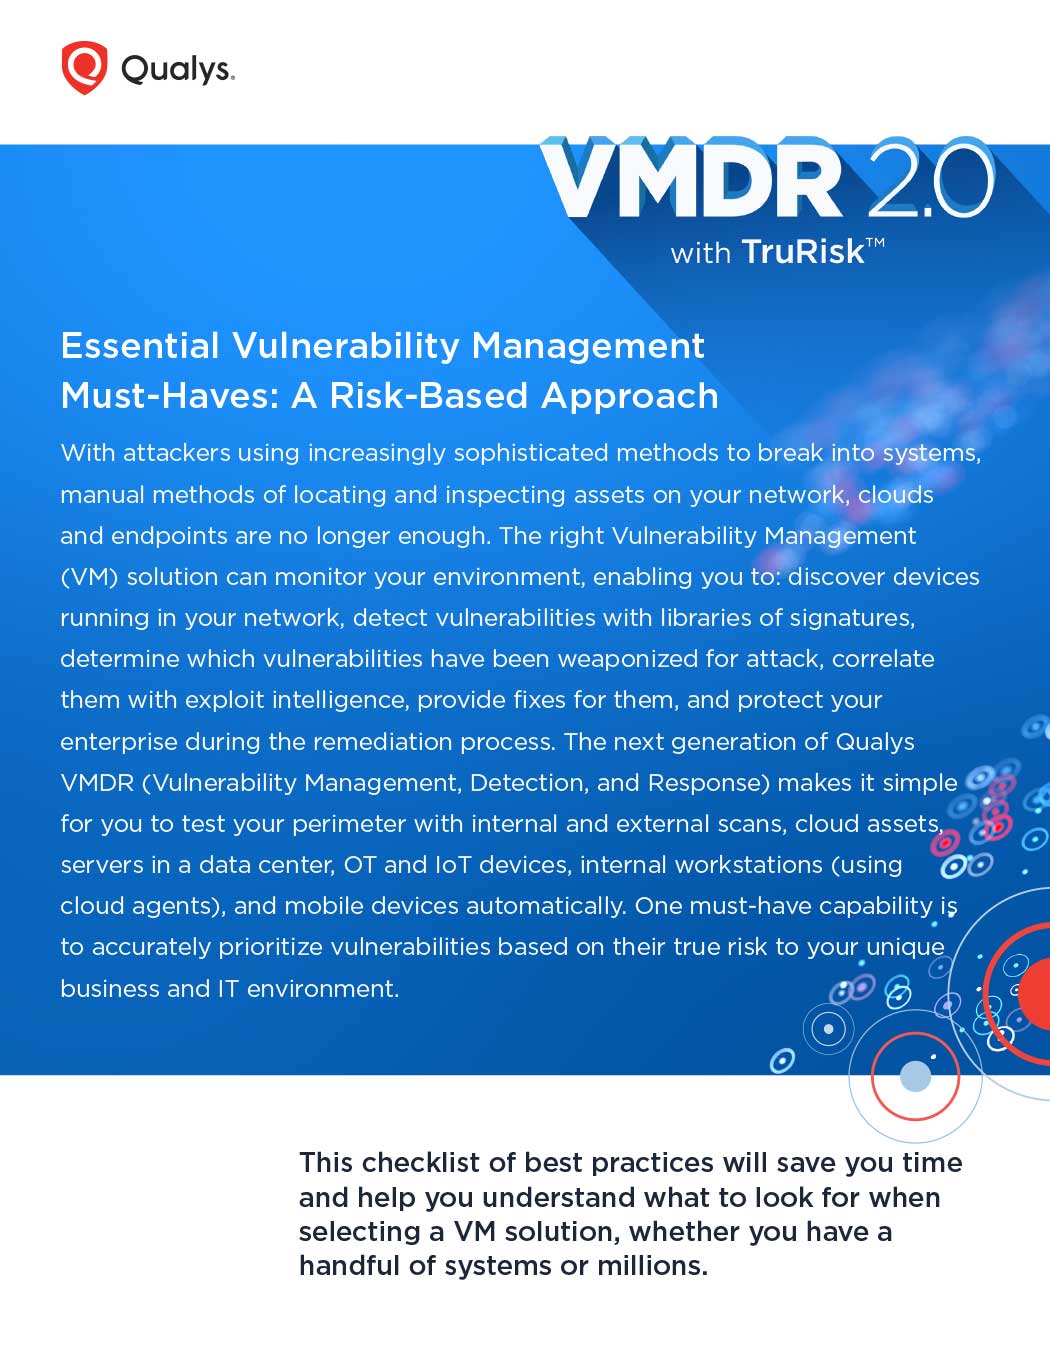 Qualys.
VMDR 2.0
with TruRisk™
Essential Vulnerability Management
Must-Haves: A Risk-Based Approach
With attackers using increasingly sophisticated methods to break into systems,
manual methods of locating and inspecting assets on your network, clouds
and endpoints are no longer enough. The right Vulnerability Management
(VM) solution can monitor your environment, enabling you to: discover devices
running in your network, detect vulnerabilities with libraries of signatures,
determine which vulnerabilities have been weaponized for attack, correlate
them with exploit intelligence, provide fixes for them, and protect your
enterprise during the remediation process. The next generation of Qualys
VMDR (Vulnerability Management, Detection, and Response) makes it simple
for you to test your perimeter with internal and external scans, cloud assets,
servers in a data center, OT and IoT devices, internal workstations (using
cloud agents), and mobile devices automatically. One must-have capability is
to accurately prioritize vulnerabilities based on their true risk to your unique
business and IT environment.
This checklist of best practices will save you time
and help you understand what to look for when
selecting a VM solution, whether you have a
handful of systems or millions.